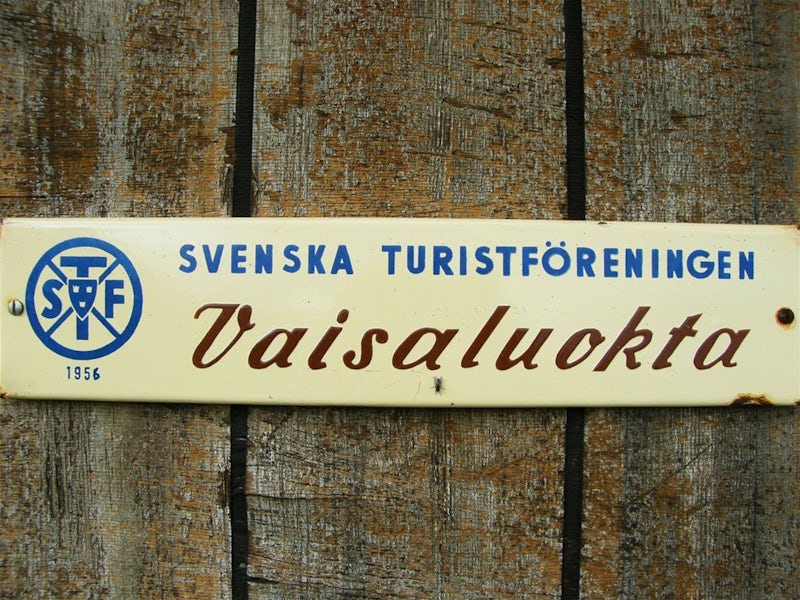 SVENSKA TURISTFÖRENINGEN
Vaisaluokta
STF
1956